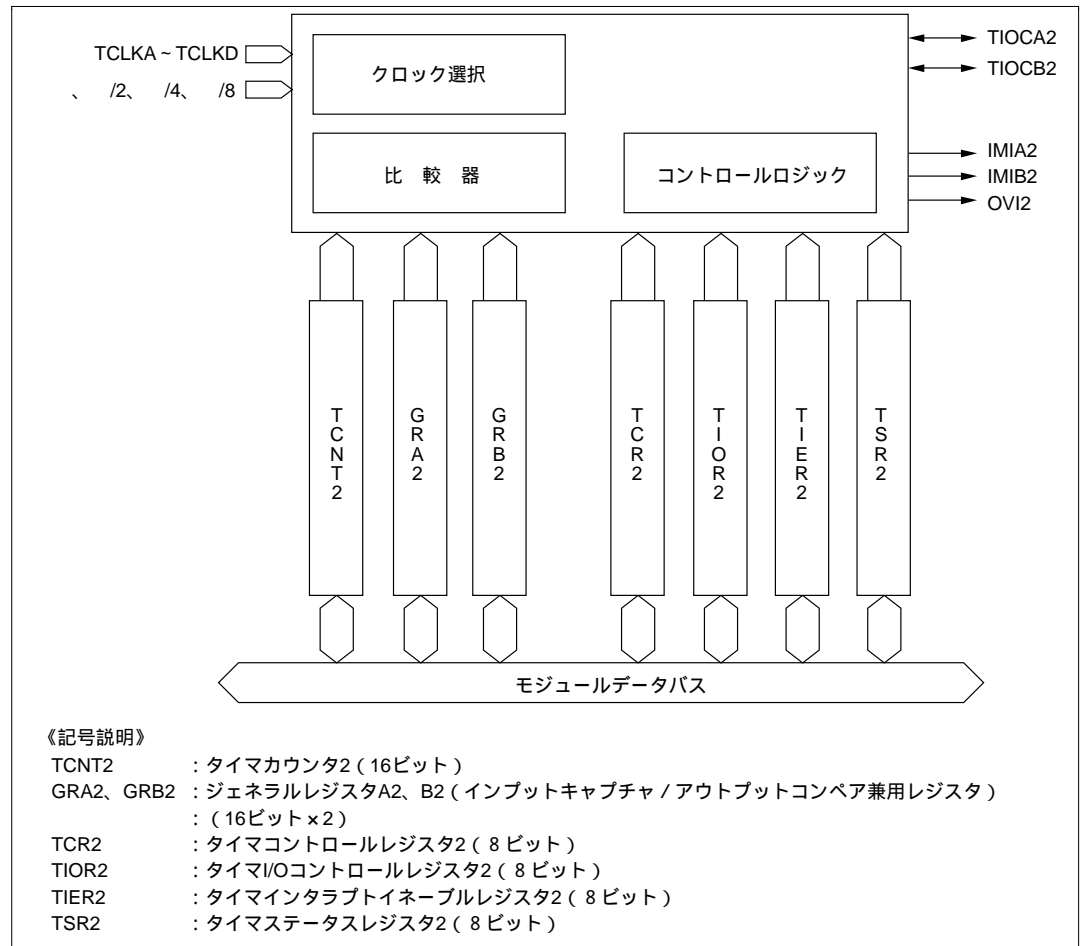 TCLKA ~ TCLKD
、 /2、 /4、 /8
クロック選択
比 較 器
コントロールロジック
TIOCA2
TIOCB2
IMIA2
IMIB2
OVI2
TCNT2
GRA2
GRB2
TCR2
TIOR2
TIER2
TSR2
モジュールデータバス
《記号説明》
TCNT2 : タイマカウンタ2 ( 16ビット )
GRA2、GRB2 : ジェネラルレジスタA2、B2 ( インプットキャプチャ / アウトプットコンペア兼用レジスタ )
: ( 16ビット × 2 )
TCR2 : タイマコントロールレジスタ2 ( 8 ビット )
TIOR2 : タイマI/Oコントロールレジスタ2 ( 8 ビット )
TIER2 : タイマインタラプトイネーブルレジスタ2 ( 8 ビット )
TSR2 : タイマステータスレジスタ2 ( 8 ビット )